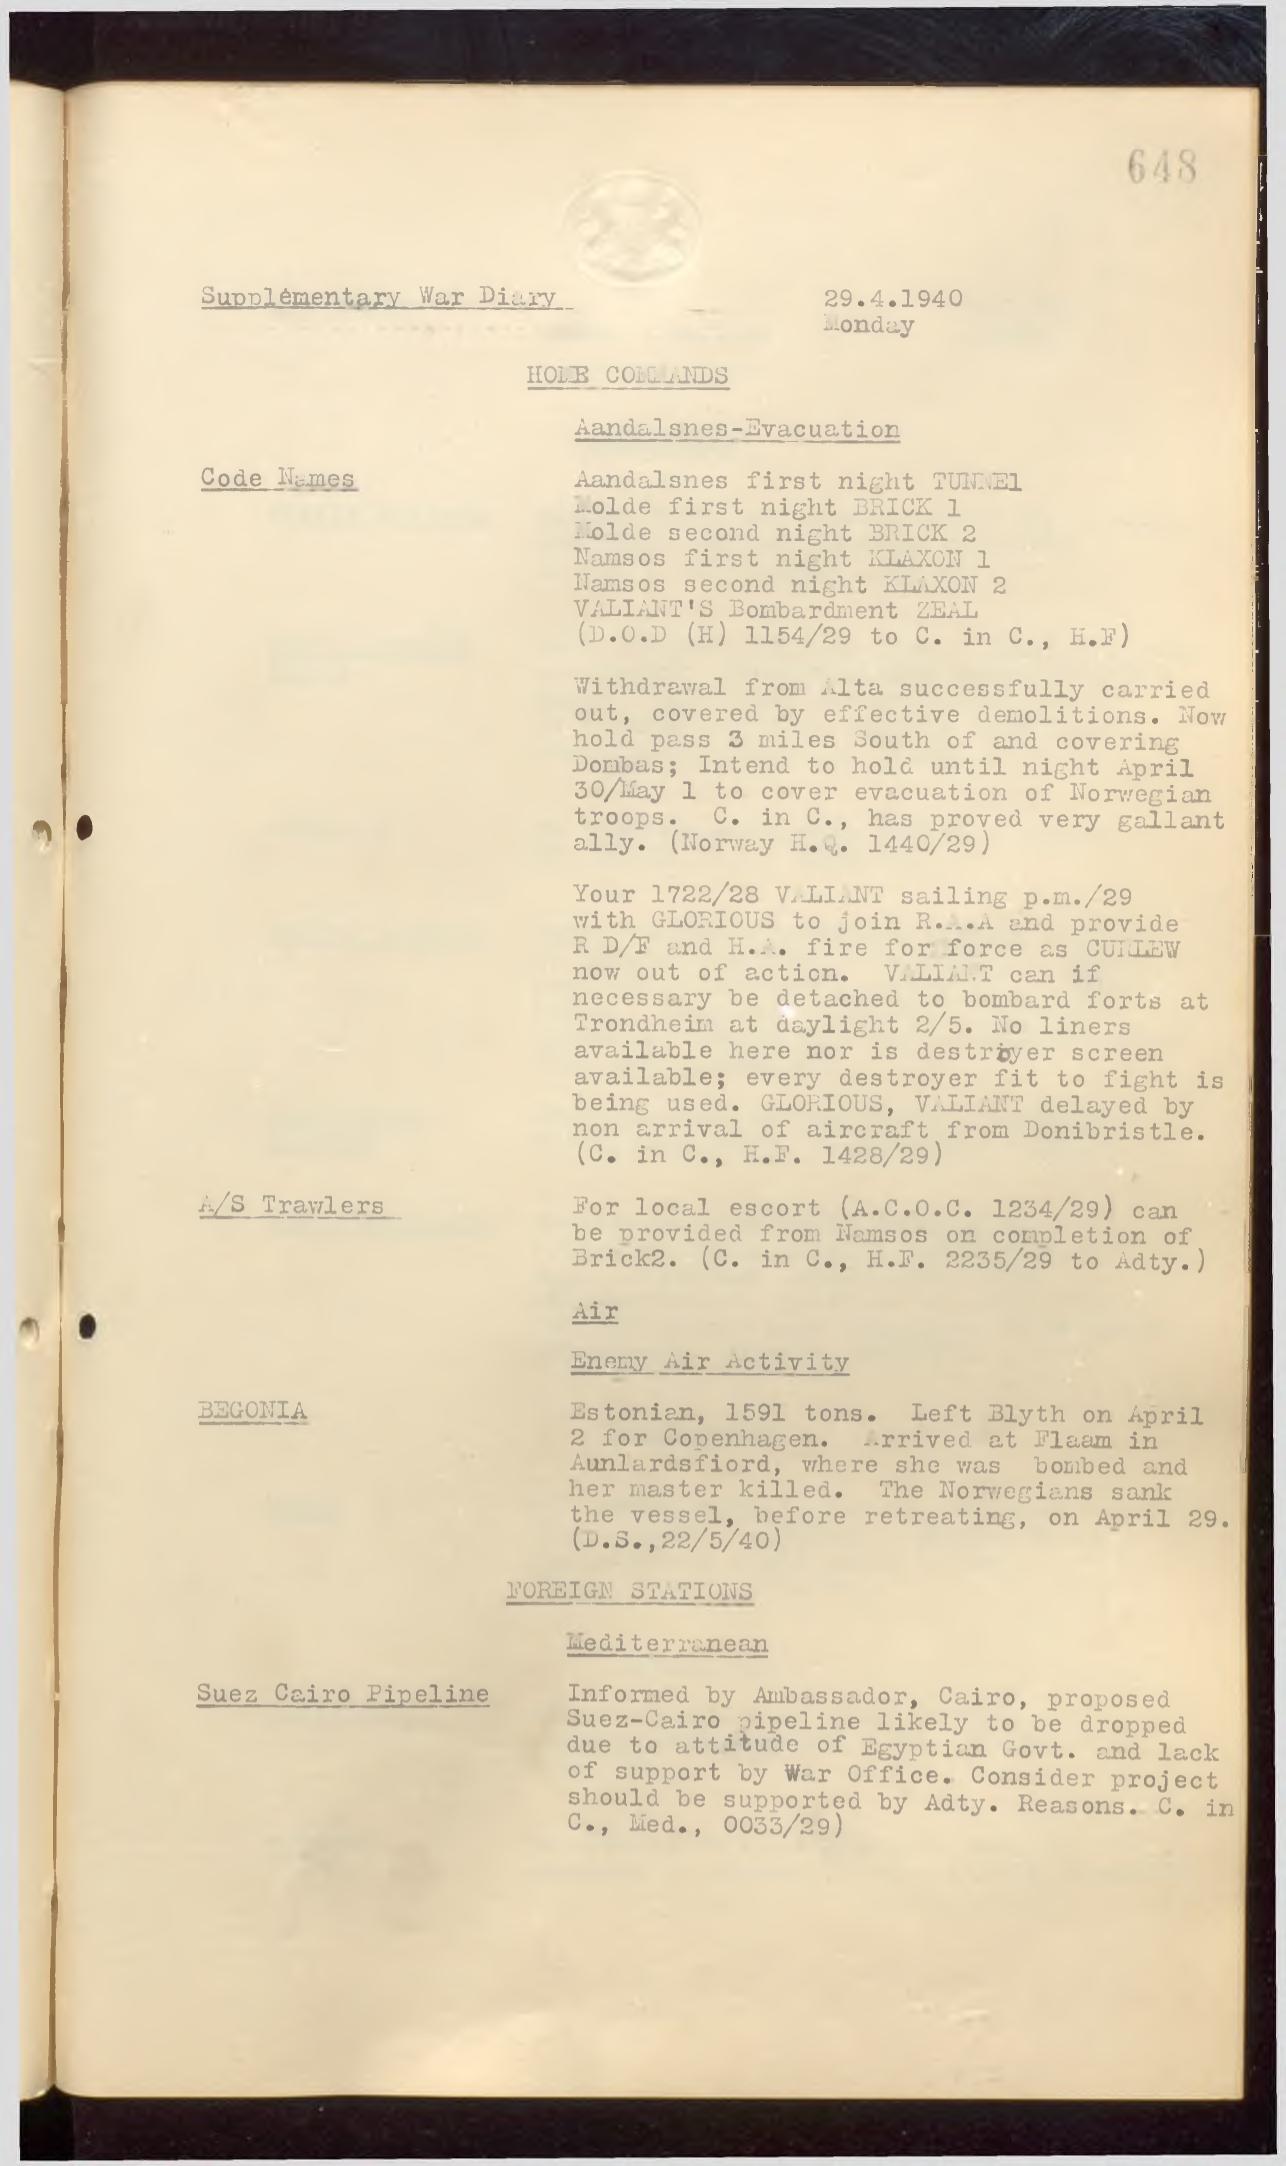 648
Supplementary War Diary 29.4.1940
Monday
HOME COMMANDS
Aandalsnes-Evacuation
Code Names Aandalsnes first night TUNNEl
Molde first night BRICK 1
Molde second night BRICK 2
Namsos first night KLAXON 1
Namsos second night KLAXON 2
VALIANT'S Bombardment ZEAL
(D.O.D (H) 1154/29 to C. in C., H.F)
Withdrawal from Alta successfully carried
out, covered by effective demolitions. Now
hold pass 3 miles South of and covering
Dombas; Intend to hold until night April
30/May 1 to cover evacuation of Norwegian
troops. C. in C., has proved very gallant
ally. (Norway H.Q. 1440/29)
Your 1722/28 VALIANT sailing p.m./29
with GLORIOUS to join R.A.A and provide
R D/F and H.A. fire for force as CURLEW
now out of action. VALIANT can if
necessary be detached to bombard forts at
Trondheim at daylight 2/5. No liners
available here nor is destroyer screen
available; every destroyer fit to fight is
being used. GLORIOUS, VALIANT delayed by
non arrival of aircraft from Donibristle.
(C. in C., H.F. 1428/29)
A/S Trawlers For local escort (A.C.O.C. 1234/29) can
be provided from Namsos on completion of
Brick2. (C. in C., H.F. 2235/29 to Adty.)
Air
Enemy Air Activity
BEGONIA Estonian, 1591 tons. Left Blyth on April
2 for Copenhagen. Arrived at Flaam in
Aunlardsfiord, where she was bombed and
her master killed. The Norwegians sank
the vessel, before retreating, on April 29.
(D.S.,22/5/40)
FOREIGN STATIONS
Mediterranean
Suez Cairo Pipeline Informed by Ambassador, Cairo, proposed
Suez-Cairo pipeline likely to be dropped
due to attitude of Egyptian Govt. and lack
of support by War Office. Consider project
should be supported by Adty. Reasons. C. in
C., Med., 0033/29)